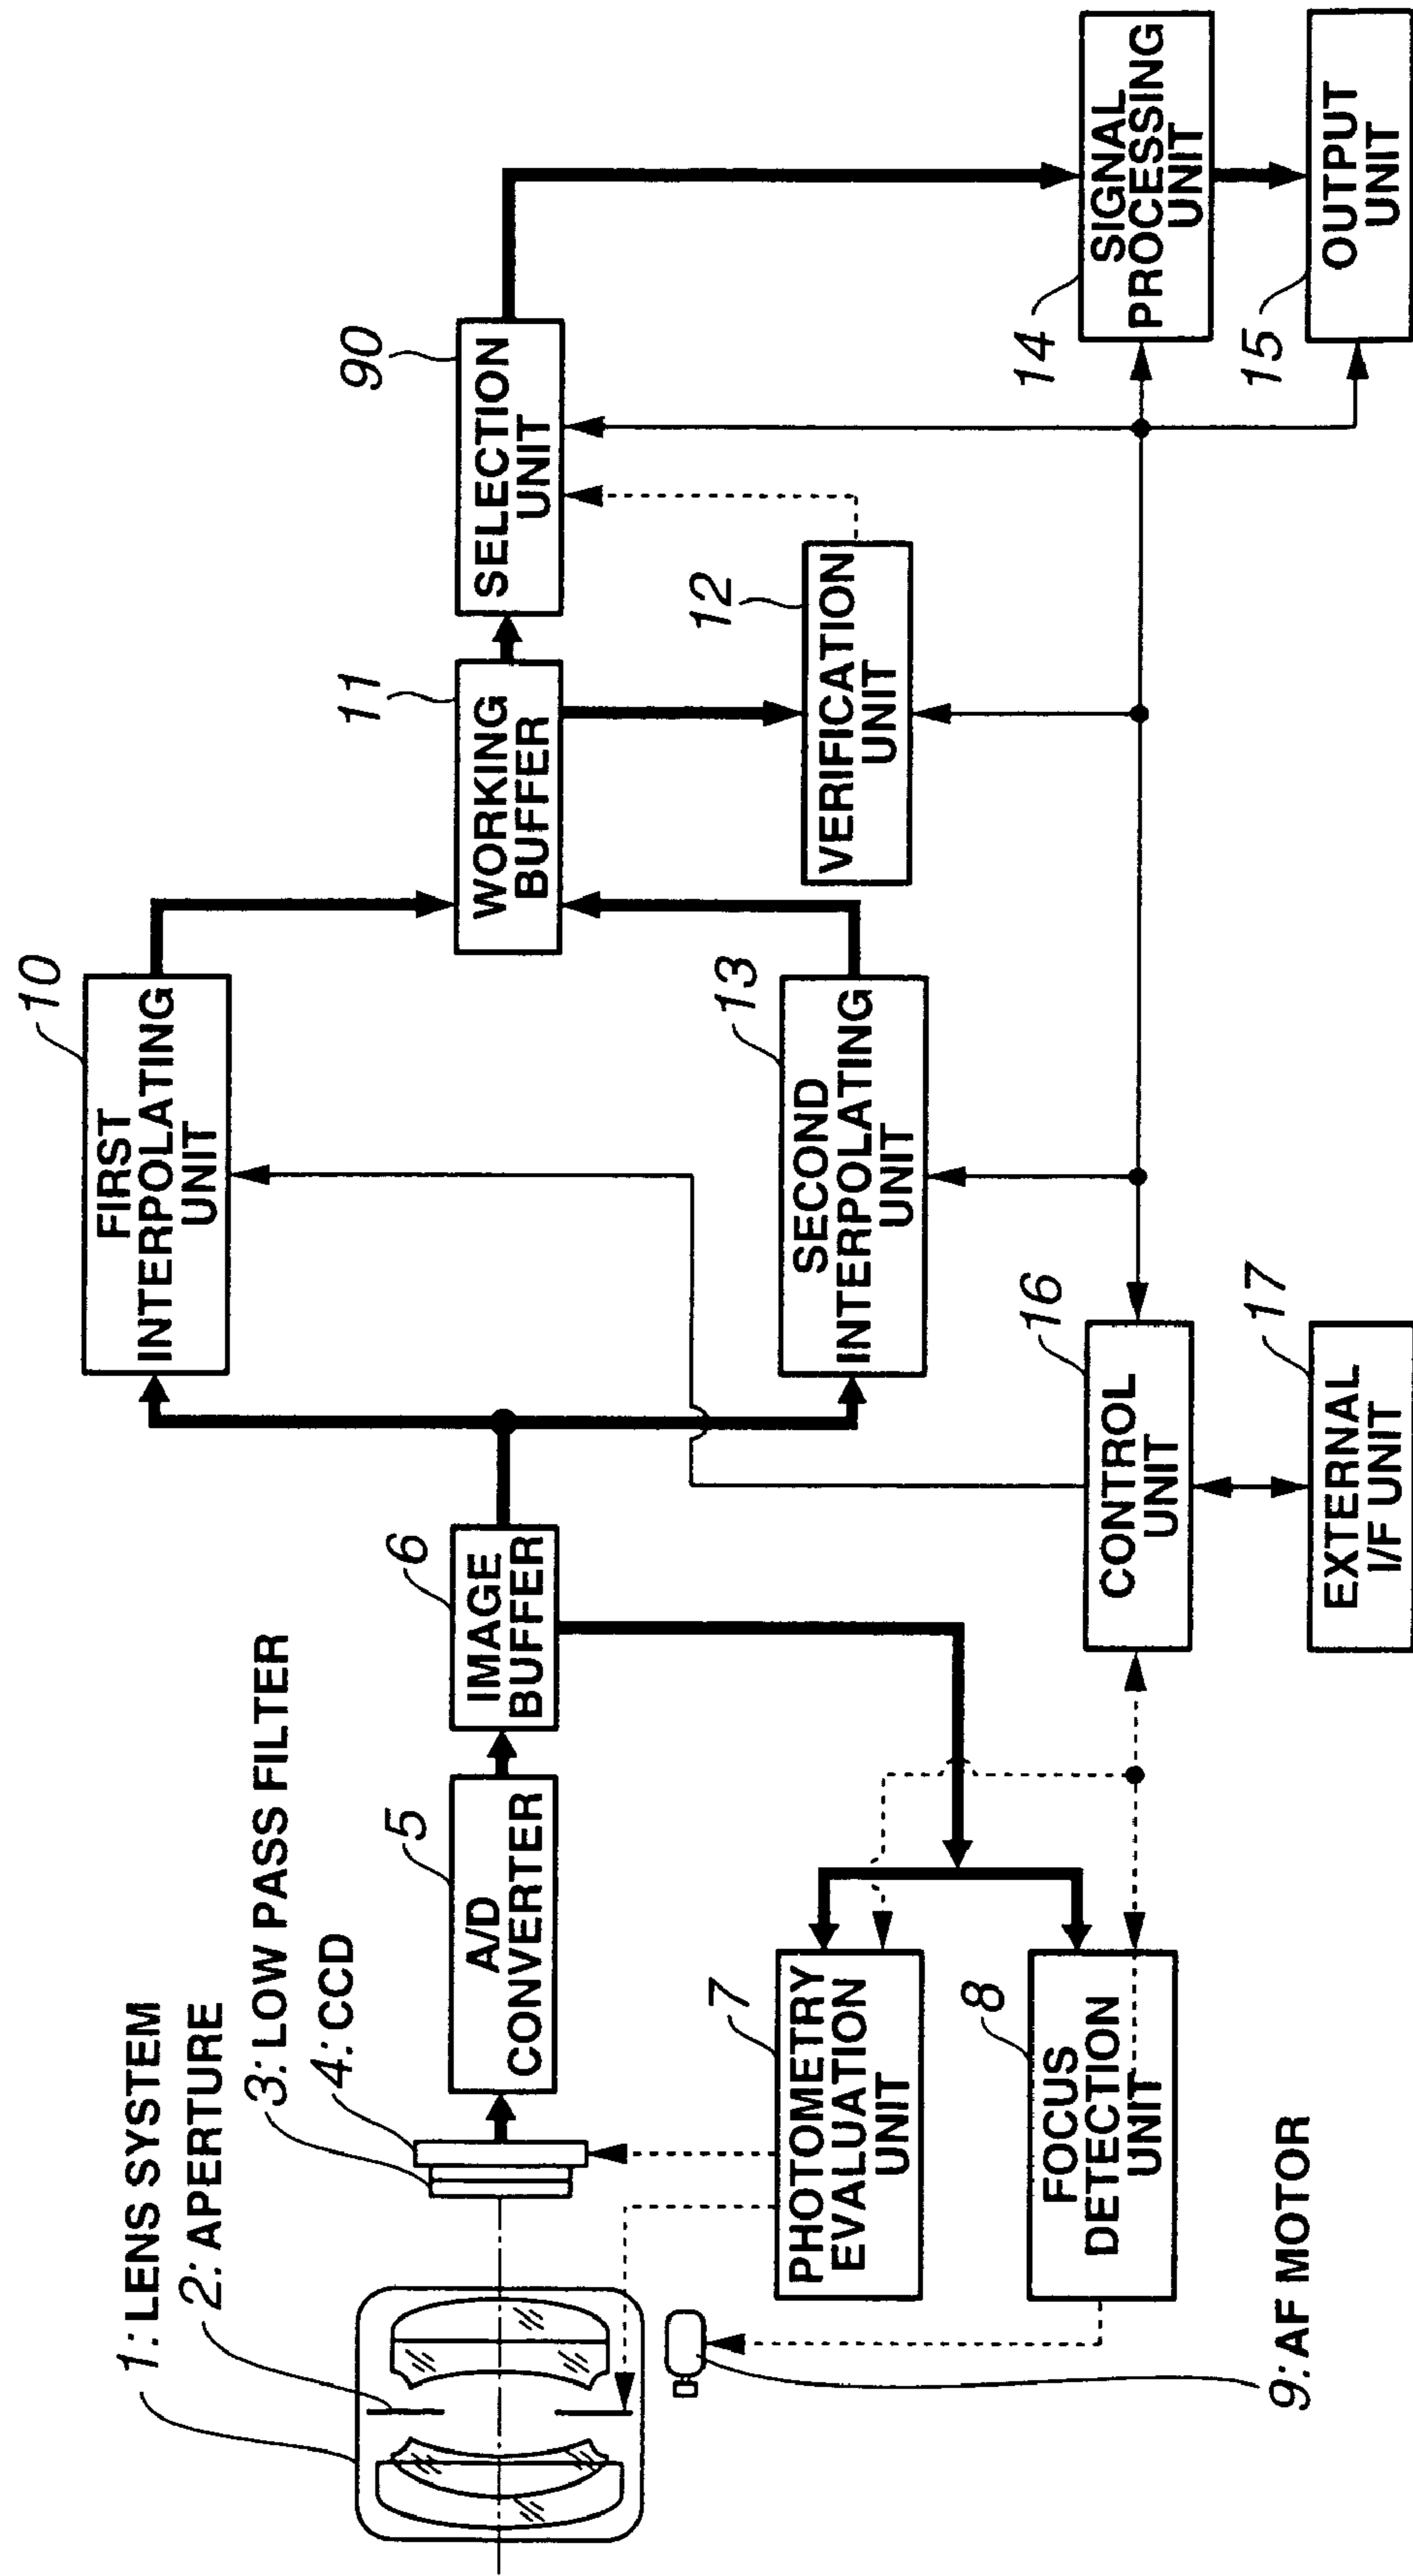 1: LENS SYSTEM
2: APERTURE
3: LOW PASS FILTER
4: CCD
5
A/D
CONVERTER
6
IMAGE
BUFFER
7
PHOTOMETRY
EVALUATION
UNIT
8
FOCUS
DETECTION
UNIT
9: AF MOTOR
10
FIRST
INTERPOLATING
UNIT
11
WORKING
BUFFER
90
SELECTION
UNIT
12
VERIFICATION
UNIT
13
SECOND
INTERPOLATING
UNIT
14
SIGNAL
PROCESSING
UNIT
15
OUTPUT
UNIT
16
CONTROL
UNIT
17
EXTERNAL
I/F UNIT